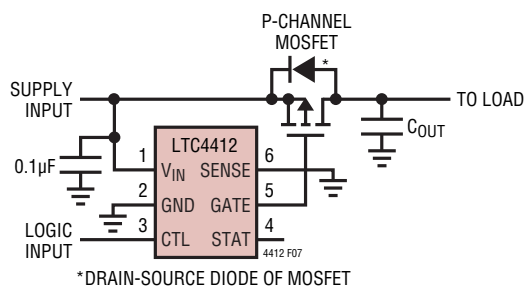 P-CHANNEL
MOSFET
*
SUPPLY
INPUT
TO LOAD
COUT
0.1µF
LTC4412
1
VIN
SENSE
6
2
GND
GATE
5
LOGIC
INPUT
3
CTL
STAT
4
4412 F07
*DRAIN-SOURCE DIODE OF MOSFET